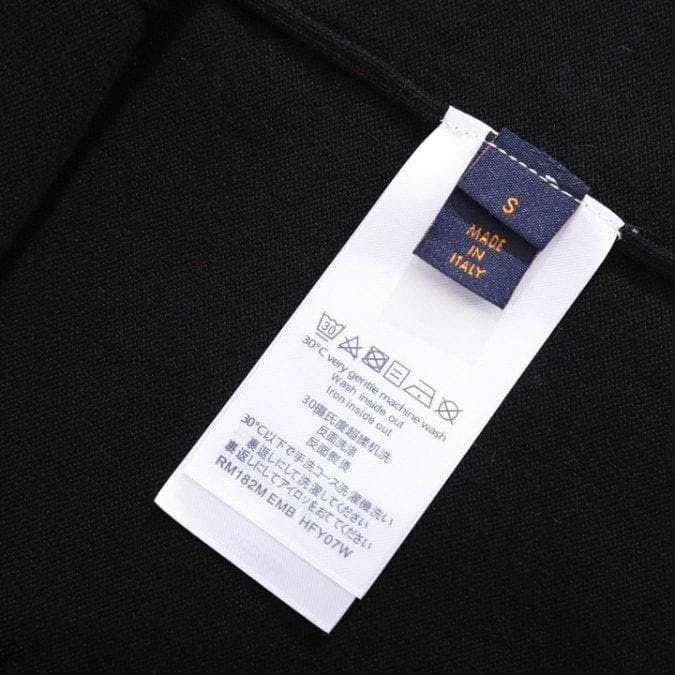 S
MADE
IN
ITALY
30
30°C very gentle machine wash
Wash inside out
Iron inside out
30攝氏度超揉机洗
反面洗涤
反面熨烫
30℃以下で手洗コース洗濯機洗い
裏返しにして洗濯してください
裏返しにしてアイロンをおててください
RM182M EMB HFY07W